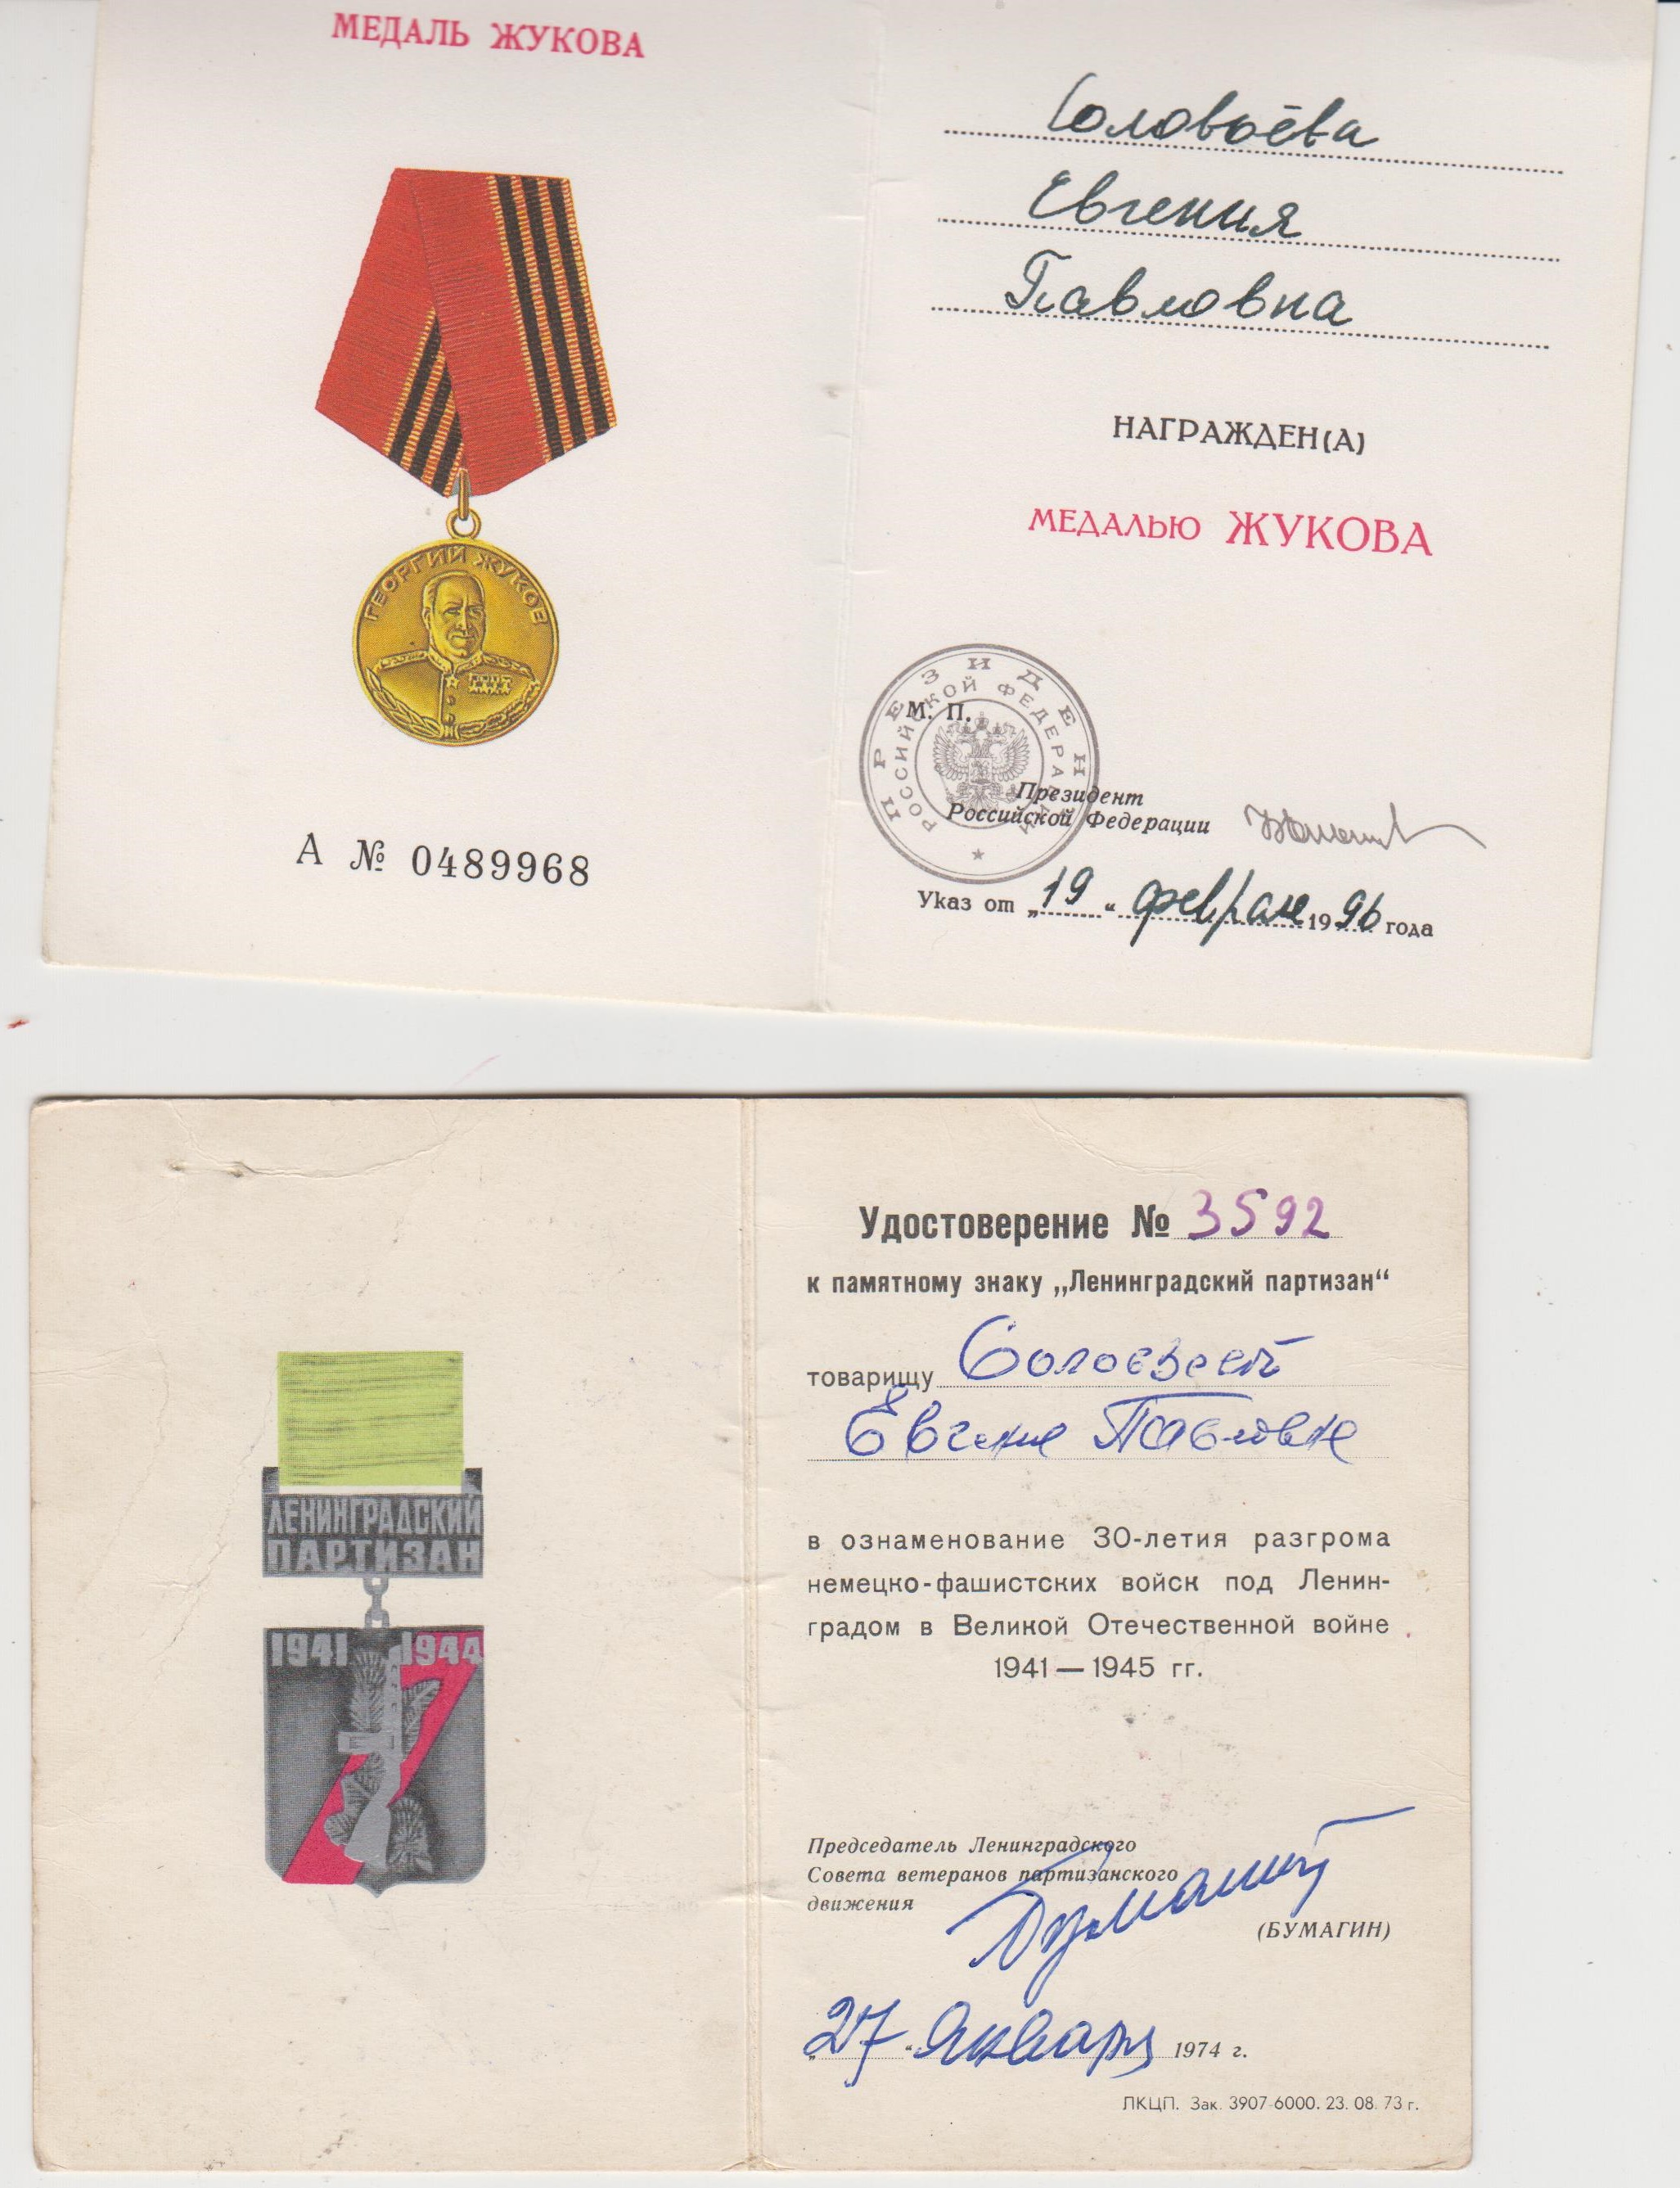 МЕДАЛЬ ЖУКОВА
ГЕОРГИЙ ЖУКОВ
А № 0489968
Соловьёва
Евгения
Павловна
НАГРАЖДЕН(А)
МЕДАЛЬЮ ЖУКОВА
ПРЕЗИДЕНТ
РОССИЙСКОЙ ФЕДЕРАЦИИ
М. П.
Президент
Российской Федерации
Указ от „19“ февраля 1996 года
ЛЕНИНГРАДСКИЙ
ПАРТИЗАН
1941 1944
Удостоверение № 3592
к памятному знаку „Ленинградский партизан“
товарищу Соловьевой
Евгении Павловне
в ознаменование 30-летия разгрома
немецко-фашистских войск под Ленин-
градом в Великой Отечественной войне
1941 — 1945 гг.
Председатель Ленинградского
Совета ветеранов партизанского
движения
(БУМАГИН)
„27“ января 1974 г.
ЛКЦП. Зак. 3907-6000. 23. 08. 73 г.